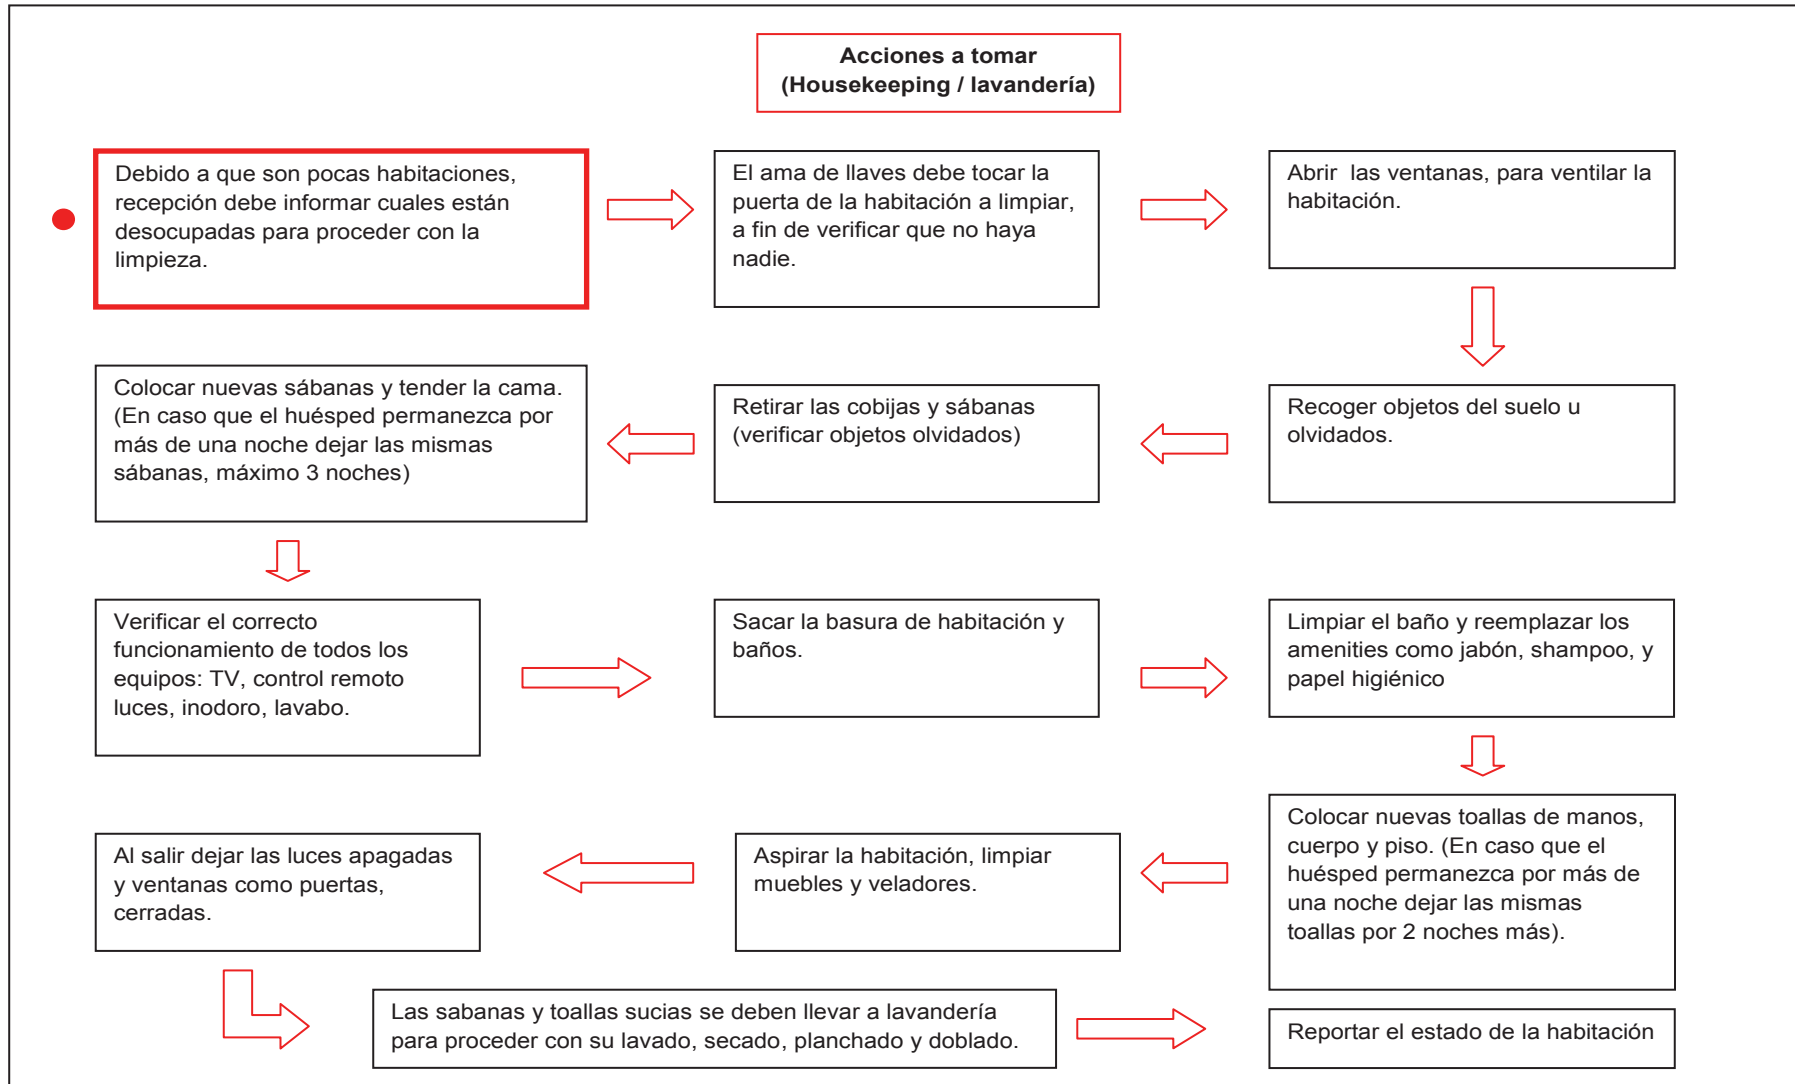 Acciones a tomar
(Housekeeping / lavandería)
Debido a que son pocas habitaciones,
recepción debe informar cuales están
desocupadas para proceder con la
limpieza.
El ama de llaves debe tocar la
puerta de la habitación a limpiar,
a fin de verificar que no haya
nadie.
Abrir las ventanas, para ventilar la
habitación.
Recoger objetos del suelo u
olvidados.
Retirar las cobijas y sábanas
(verificar objetos olvidados)
Colocar nuevas sábanas y tender la cama.
(En caso que el huésped permanezca por
más de una noche dejar las mismas
sábanas, máximo 3 noches)
Verificar el correcto
funcionamiento de todos los
equipos: TV, control remoto
luces, inodoro, lavabo.
Sacar la basura de habitación y
baños.
Limpiar el baño y reemplazar los
amenities como jabón, shampoo, y
papel higiénico
Colocar nuevas toallas de manos,
cuerpo y piso. (En caso que el
huésped permanezca por más de
una noche dejar las mismas
toallas por 2 noches más).
Aspirar la habitación, limpiar
muebles y veladores.
Al salir dejar las luces apagadas
y ventanas como puertas,
cerradas.
Las sabanas y toallas sucias se deben llevar a lavandería
para proceder con su lavado, secado, planchado y doblado.
Reportar el estado de la habitación